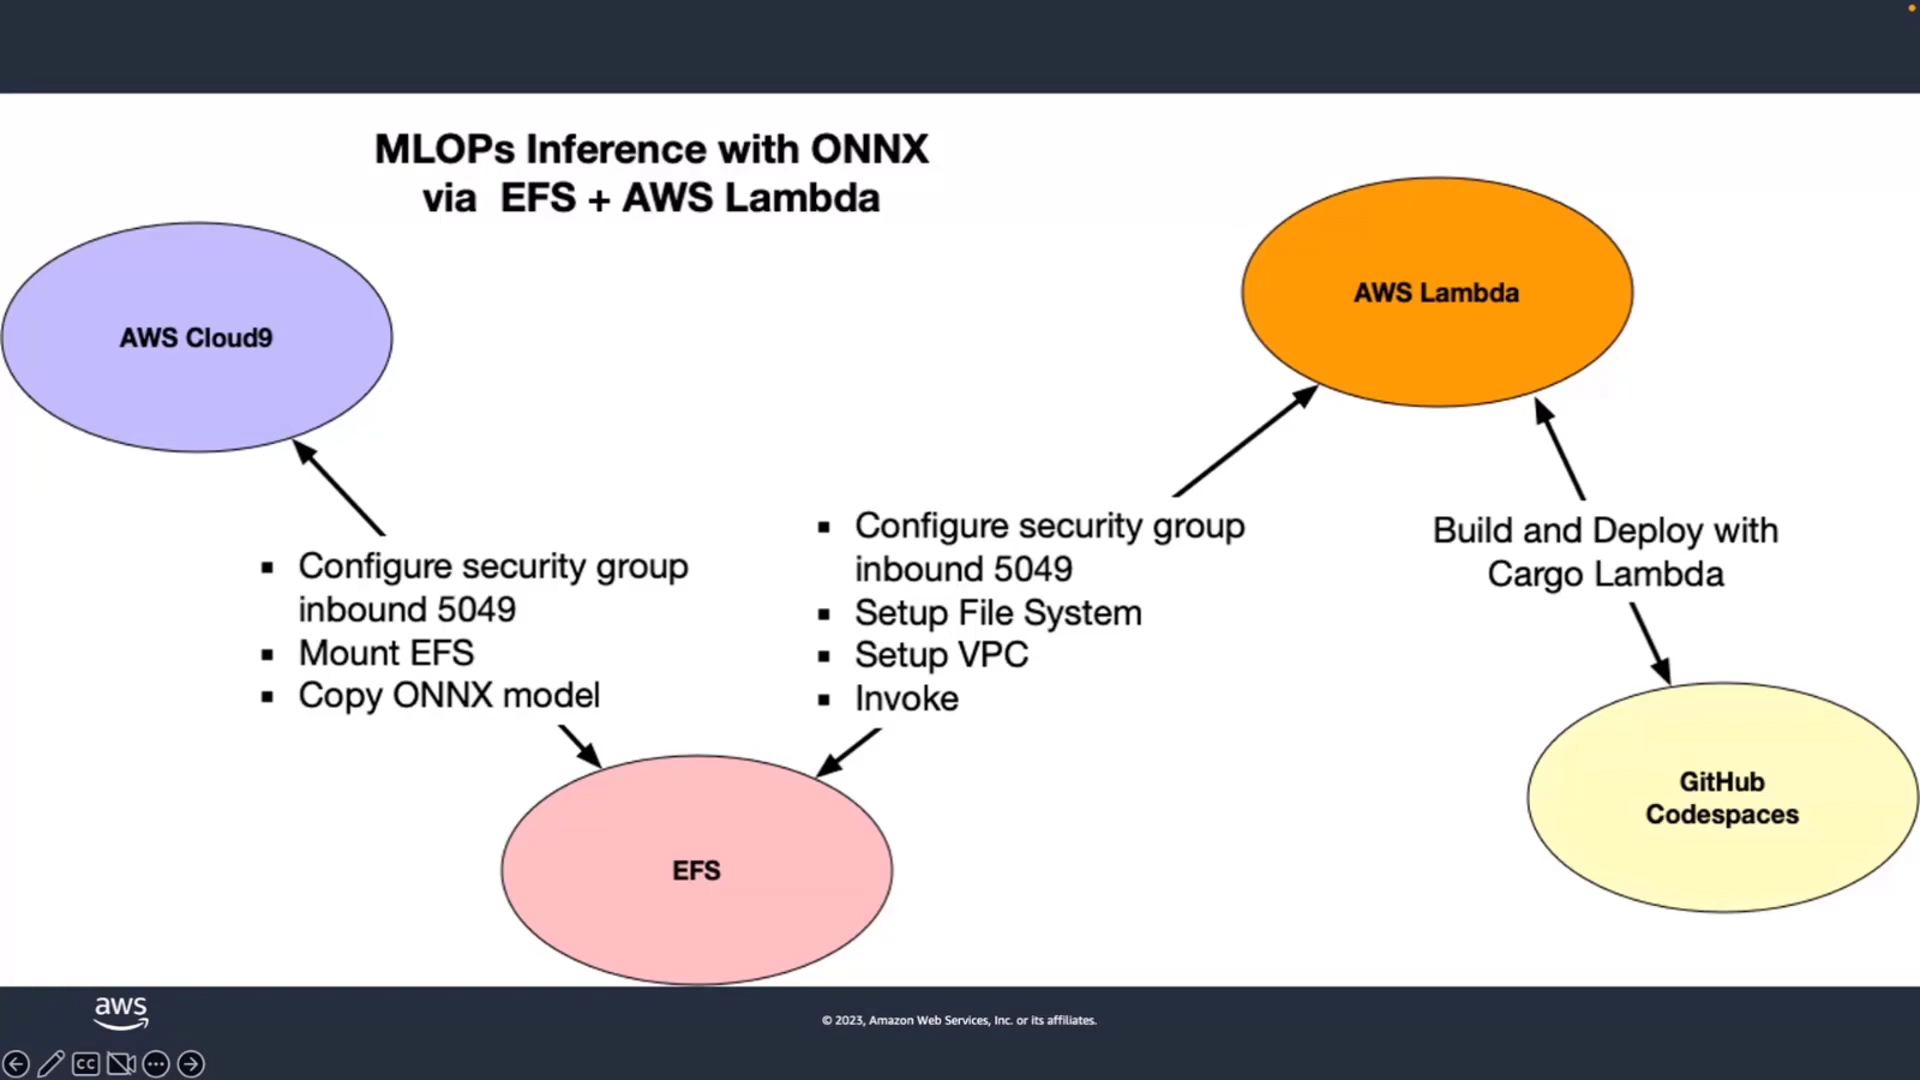 MLOPs Inference with ONNX
via EFS + AWS Lambda
AWS Cloud9
AWS Lambda
▪ Configure security group
inbound 5049
▪ Mount EFS
▪ Copy ONNX model
▪ Configure security group
inbound 5049
▪ Setup File System
▪ Setup VPC
▪ Invoke
Build and Deploy with
Cargo Lambda
EFS
GitHub
Codespaces
aws
© 2023, Amazon Web Services, Inc. or its affiliates.
CC